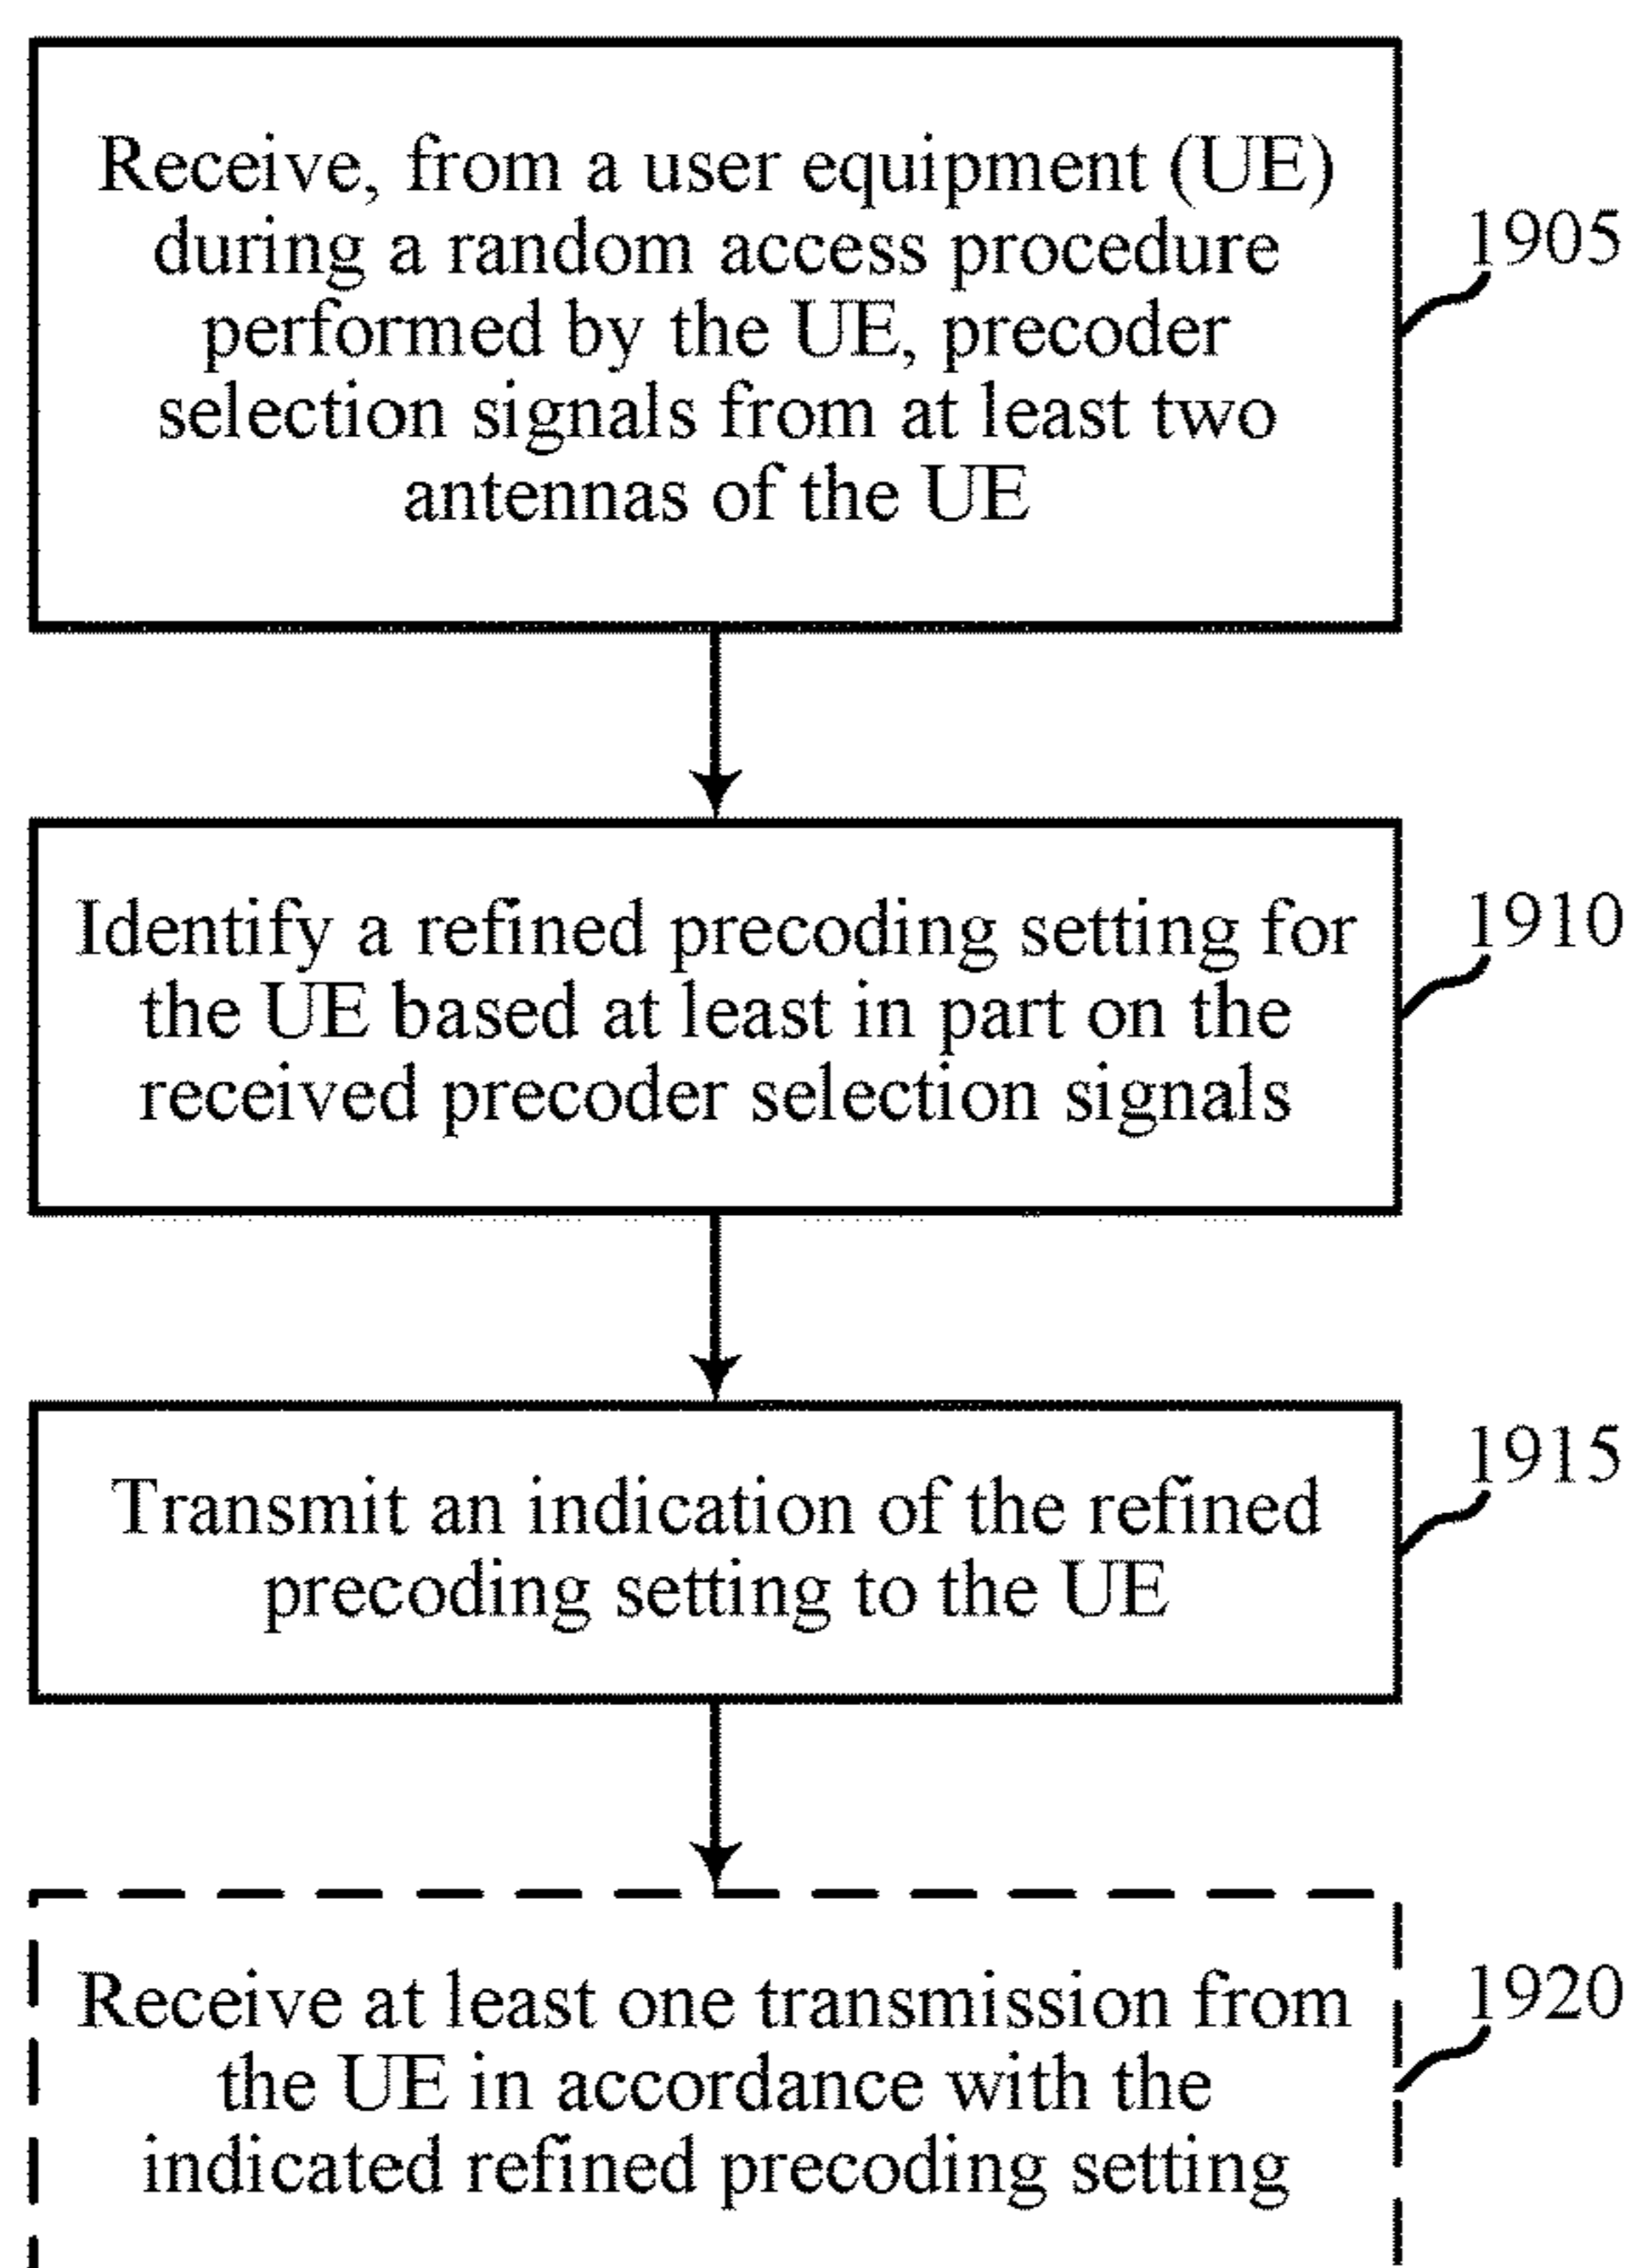 Receive, from a user equipment (UE)
during a random access procedure
performed by the UE, precoder
selection signals from at least two
antennas of the UE
1905
Identify a refined precoding setting for
the UE based at least in part on the
received precoder selection signals
1910
Transmit an indication of the refined
precoding setting to the UE
1915
Receive at least one transmission from
the UE in accordance with the
indicated refined precoding setting
1920